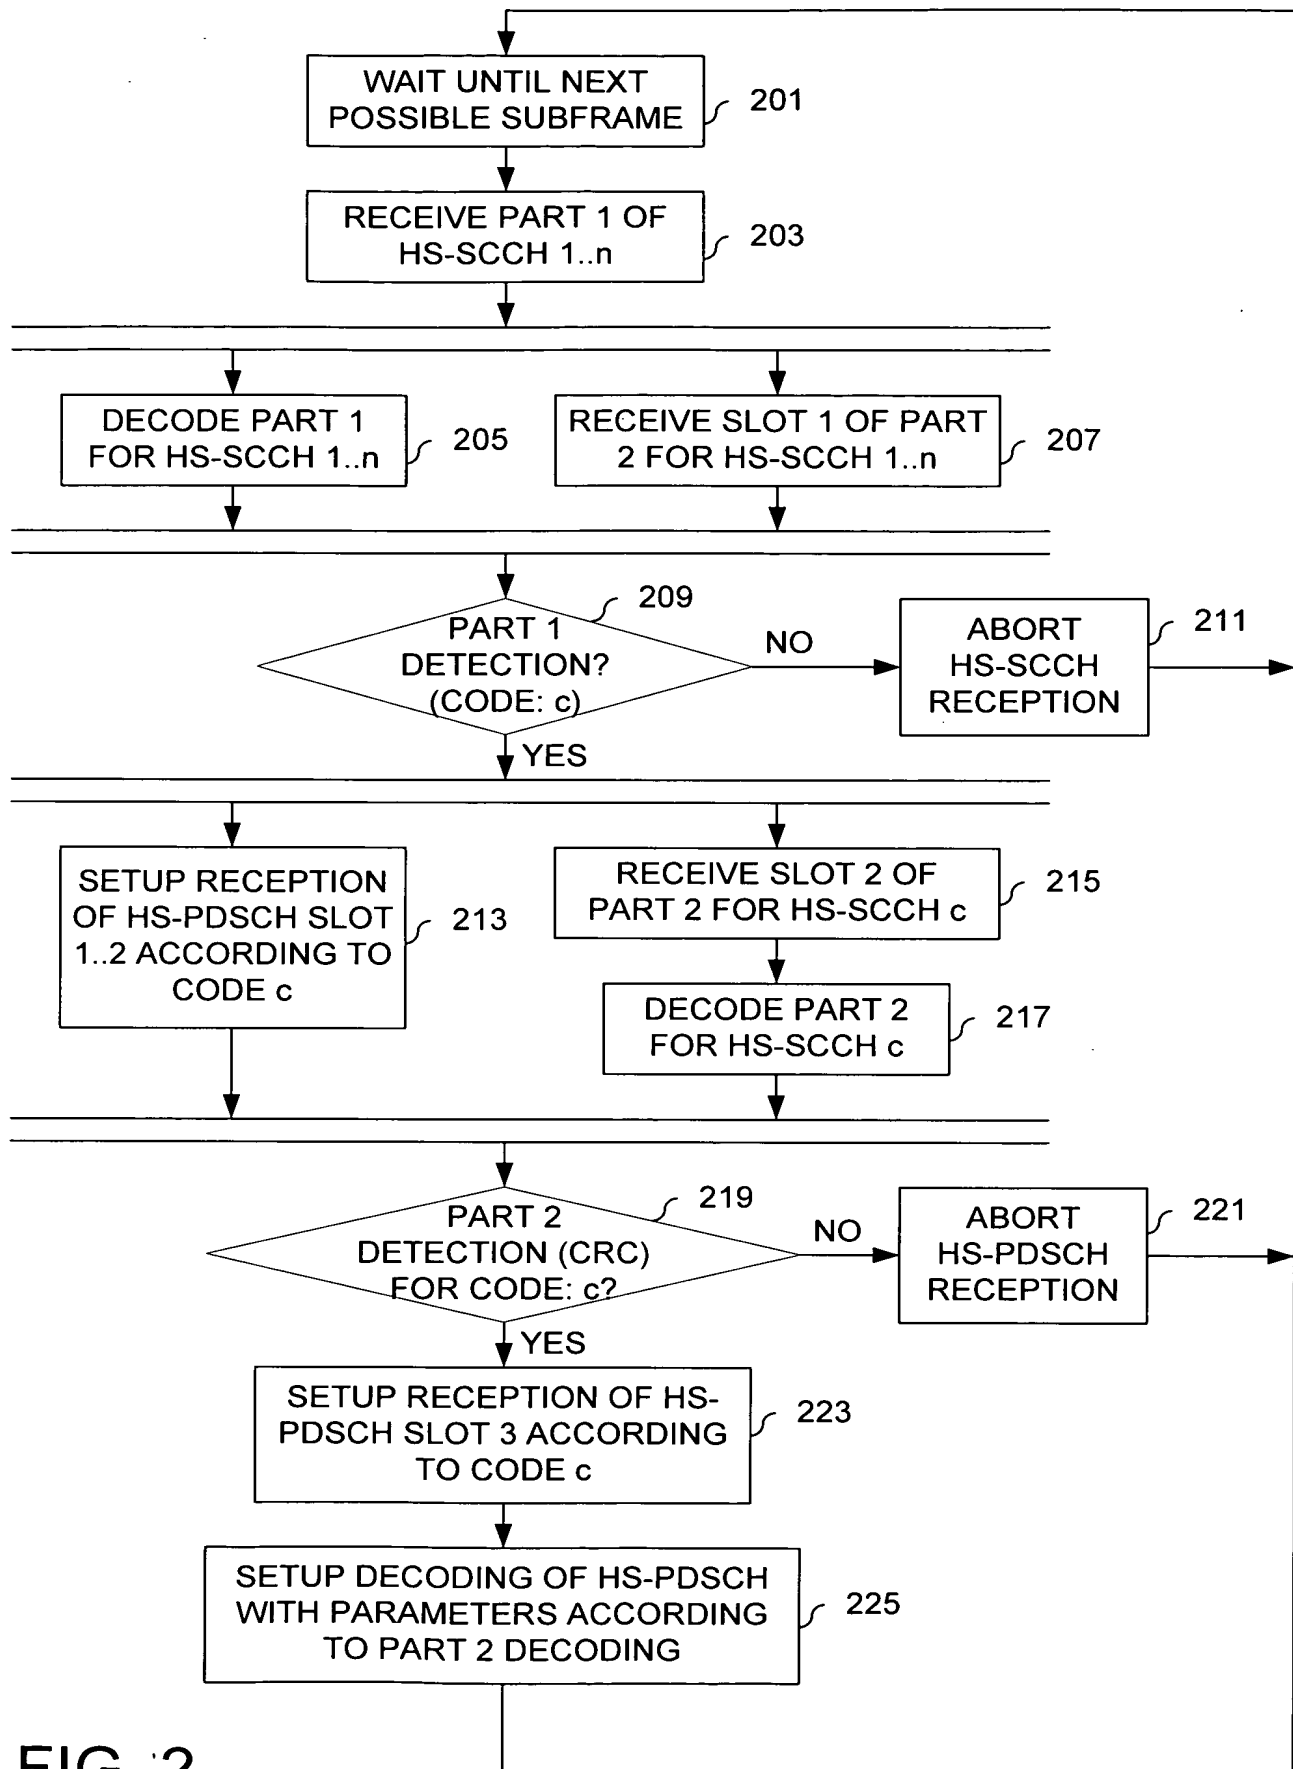 WAIT UNTIL NEXT
POSSIBLE SUBFRAME
201
RECEIVE PART 1 OF
HS-SCCH 1..n
203
DECODE PART 1
FOR HS-SCCH 1..n
205
RECEIVE SLOT 1 OF PART
2 FOR HS-SCCH 1..n
207
PART 1
DETECTION?
(CODE: c)
209
NO
ABORT
HS-SCCH
RECEPTION
211
YES
SETUP RECEPTION
OF HS-PDSCH SLOT
1..2 ACCORDING TO
CODE c
213
RECEIVE SLOT 2 OF
PART 2 FOR HS-SCCH c
215
DECODE PART 2
FOR HS-SCCH c
217
PART 2
DETECTION (CRC)
FOR CODE: c?
219
NO
ABORT
HS-PDSCH
RECEPTION
221
YES
SETUP RECEPTION OF HS-
PDSCH SLOT 3 ACCORDING
TO CODE c
223
SETUP DECODING OF HS-PDSCH
WITH PARAMETERS ACCORDING
TO PART 2 DECODING
225
FIG. 2